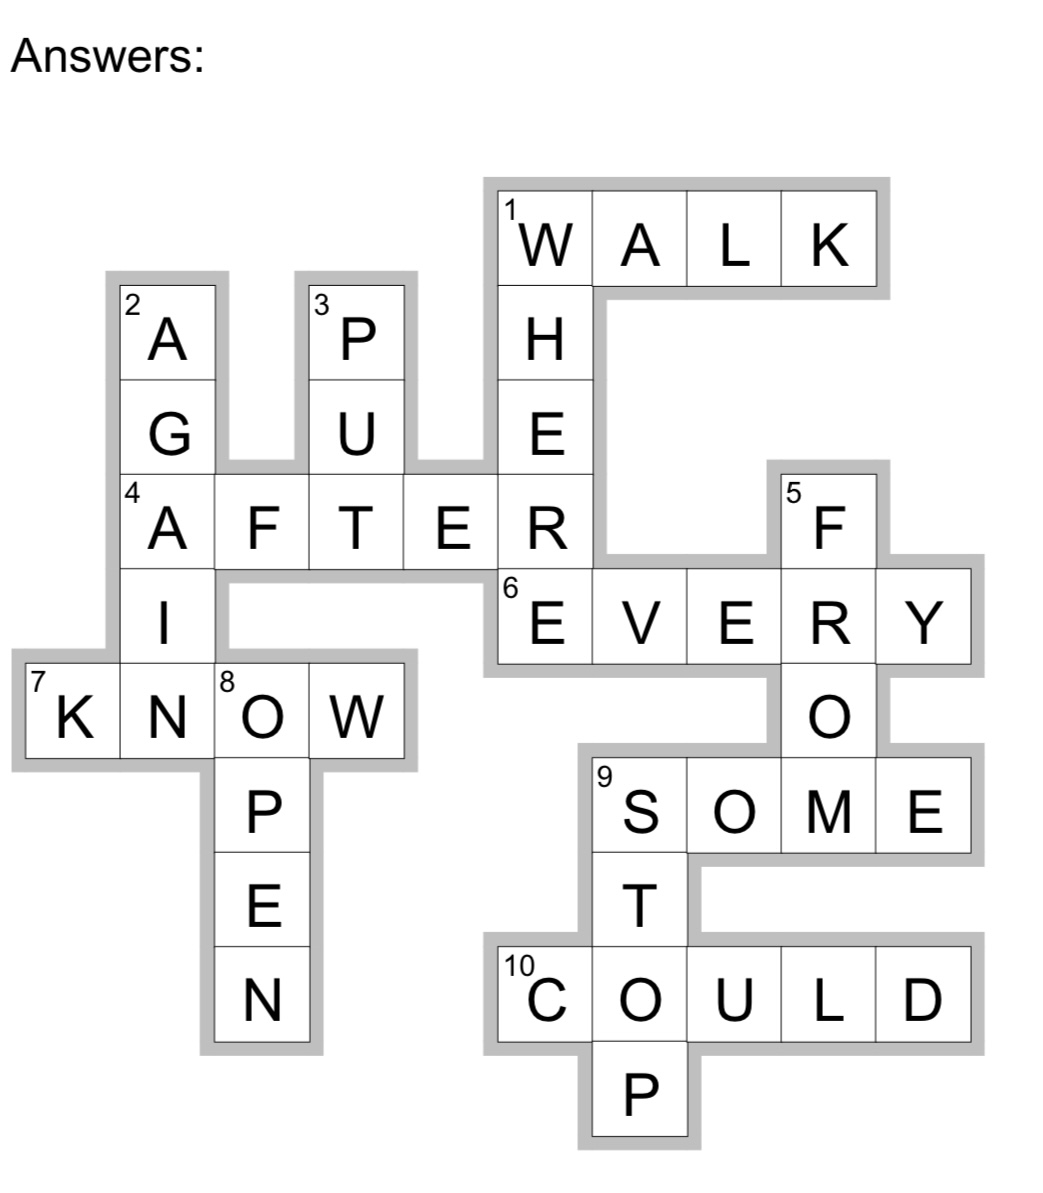 Answers:
1 W A L K
2 A 3 P H
G U E
4 A F T E R 5 F
I 6 E V E R Y
7 K N 8 O W O
P 9 S O M E
E T
N 10 C O U L D
P